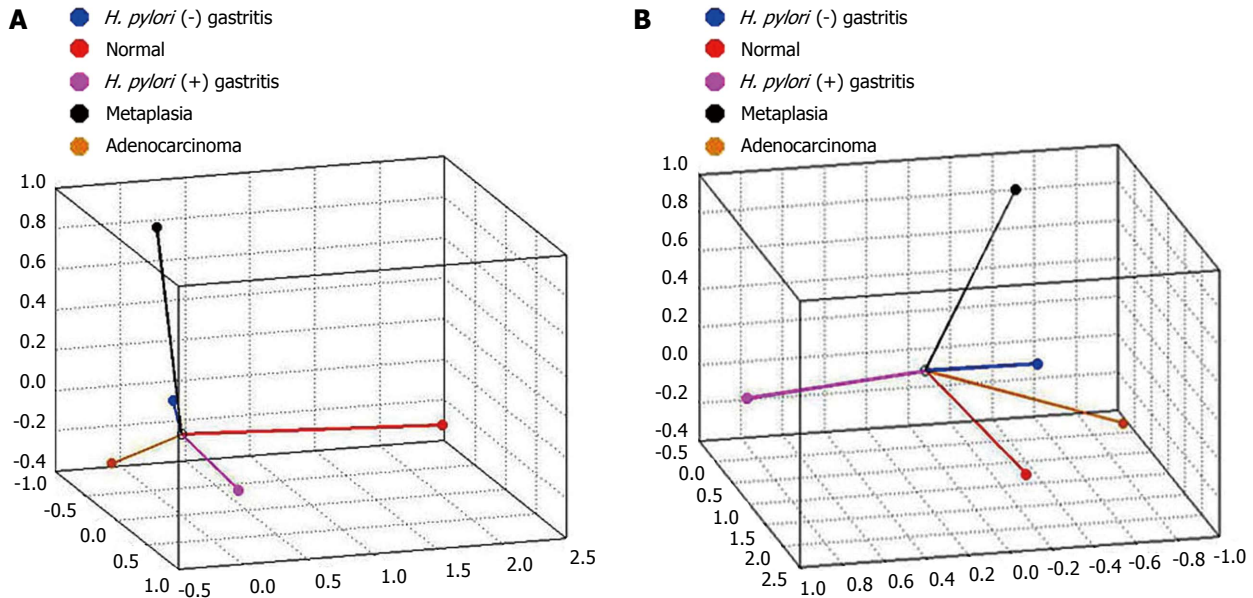 A
H. pylori (-) gastritis
Normal
H. pylori (+) gastritis
Metaplasia
Adenocarcinoma
1.0
0.8
0.6
0.4
0.2
0.0
-0.2
-0.4
-1.0
-0.5
0.0
0.5
1.0
-0.5 0.0 0.5 1.0 1.5 2.0 2.5
B
H. pylori (-) gastritis
Normal
H. pylori (+) gastritis
Metaplasia
Adenocarcinoma
1.0
0.8
0.6
0.4
0.2
0.0
-0.2
-0.4
-0.5
0.0
0.5
1.0
1.5
2.0
2.5
1.0 0.8 0.6 0.4 0.2 0.0 -0.2 -0.4 -0.6 -0.8 -1.0